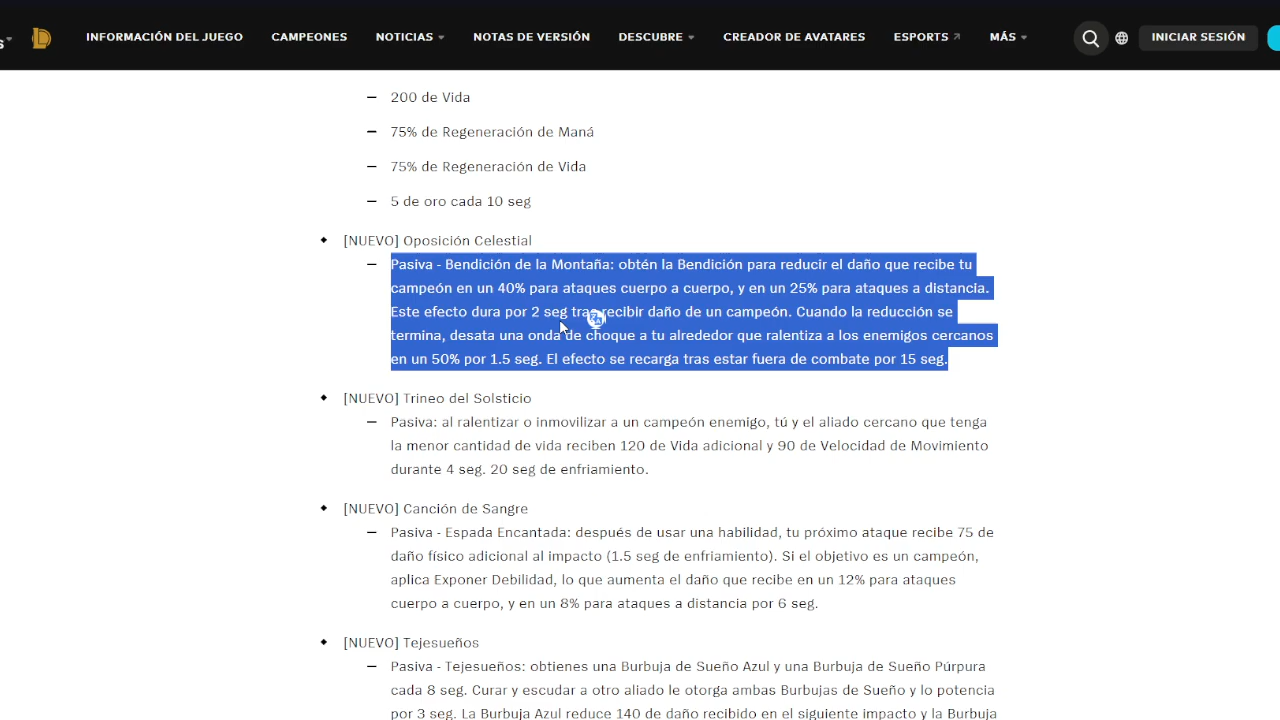 INFORMACIÓN DEL JUEGO CAMPEONES NOTICIAS NOTAS DE VERSIÓN DESCUBRE CREADOR DE AVATARES ESPORTS MÁS INICIAR SESIÓN
200 de Vida
75% de Regeneración de Maná
75% de Regeneración de Vida
5 de oro cada 10 seg
[NUEVO] Oposición Celestial
Pasiva - Bendición de la Montaña: obtén la Bendición para reducir el daño que recibe tu
campeón en un 40% para ataques cuerpo a cuerpo, y en un 25% para ataques a distancia.
Este efecto dura por 2 seg tras recibir daño de un campeón. Cuando la reducción se
termina, desata una onda de choque a tu alrededor que ralentiza a los enemigos cercanos
en un 50% por 1.5 seg. El efecto se recarga tras estar fuera de combate por 15 seg.
[NUEVO] Trineo del Solsticio
Pasiva: al ralentizar o inmovilizar a un campeón enemigo, tú y el aliado cercano que tenga
la menor cantidad de vida reciben 120 de Vida adicional y 90 de Velocidad de Movimiento
durante 4 seg. 20 seg de enfriamiento.
[NUEVO] Canción de Sangre
Pasiva - Espada Encantada: después de usar una habilidad, tu próximo ataque recibe 75 de
daño físico adicional al impacto (1.5 seg de enfriamiento). Si el objetivo es un campeón,
aplica Exponer Debilidad, lo que aumenta el daño que recibe en un 12% para ataques
cuerpo a cuerpo, y en un 8% para ataques a distancia por 6 seg.
[NUEVO] Tejesueños
Pasiva - Tejesueños: obtienes una Burbuja de Sueño Azul y una Burbuja de Sueño Púrpura
cada 8 seg. Curar y escudar a otro aliado le otorga ambas Burbujas de Sueño y lo potencia
por 3 seg. La Burbuja Azul reduce 140 de daño recibido en el siguiente impacto y la Burbuja